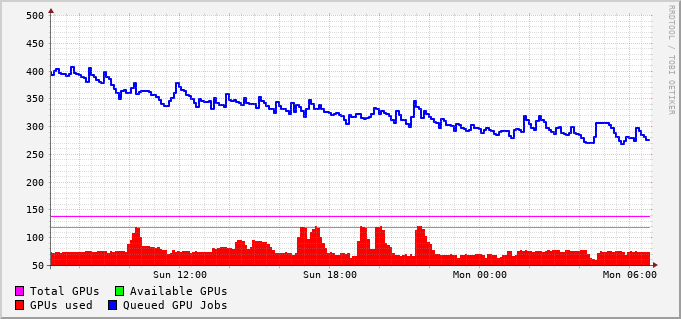 500
450
400
350
300
250
200
150
100
50
Sun 12:00 Sun 18:00 Mon 00:00 Mon 06:00
Total GPUs Available GPUs
GPUs used Queued GPU Jobs
RRDTOOL / TOBI OETIKER